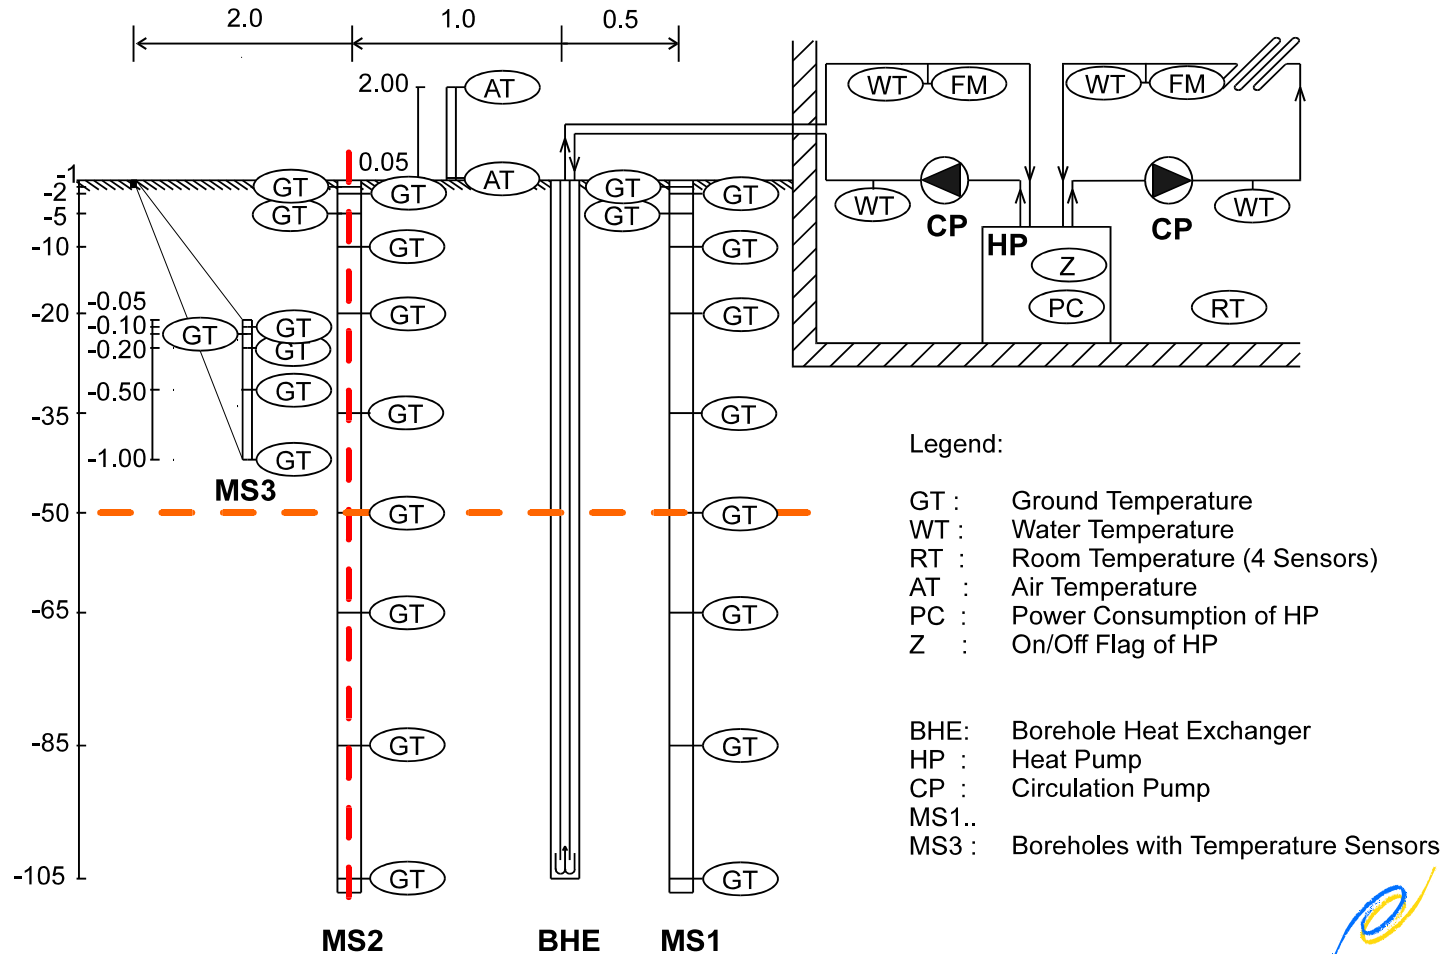 2.0 1.0 0.5
2.00 AT
WT FM WT FM
-1 0.05
GT GT AT GT GT
-2
-5 GT GT
WT CP HP CP WT
-10 GT GT
Z
-0.05
-20 GT GT PC RT
-0.10 GT GT
-0.20 GT
-0.50 GT
-35 GT GT
-1.00 GT
MS3
-50 GT GT
-65 GT GT
-85 GT GT
-105 GT GT
MS2 BHE MS1
Legend:
GT : Ground Temperature
WT : Water Temperature
RT : Room Temperature (4 Sensors)
AT : Air Temperature
PC : Power Consumption of HP
Z : On/Off Flag of HP
BHE: Borehole Heat Exchanger
HP : Heat Pump
CP : Circulation Pump
MS1..
MS3 : Boreholes with Temperature Sensors